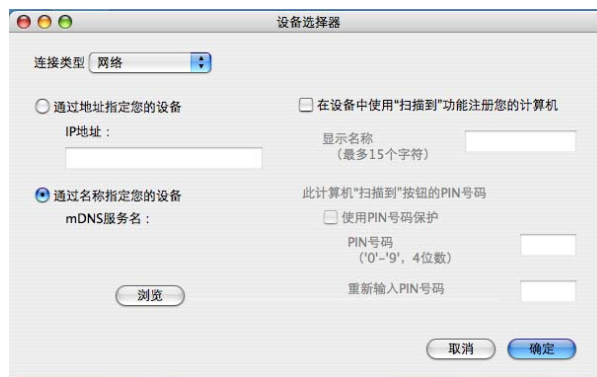 设备选择器
连接类型 网络
通过地址指定您的设备
IP地址：
通过名称指定您的设备
mDNS服务名：
浏览
在设备中使用“扫描到”功能注册您的计算机
显示名称
（最多15个字符）
此计算机“扫描到”按钮的PIN号码
使用PIN号码保护
PIN号码
（'0'-'9'，4位数）
重新输入PIN号码
取消 确定